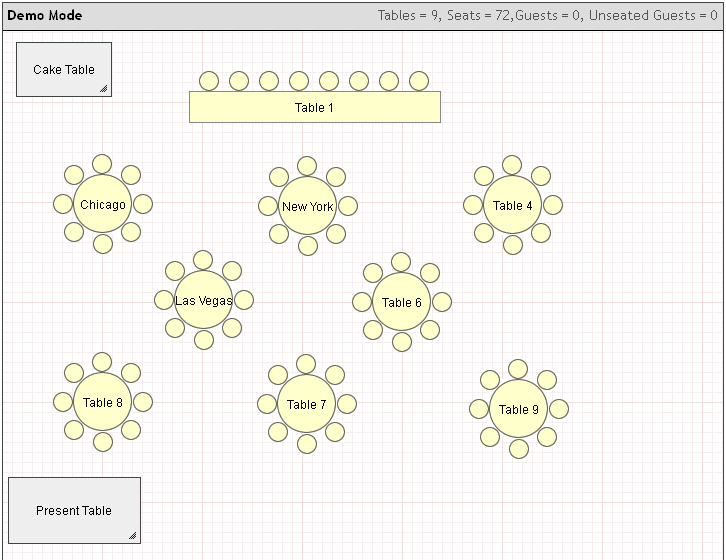 Demo Mode
Tables = 9, Seats = 72,Guests = 0, Unseated Guests = 0
Cake Table
Table 1
Chicago
New York
Table 4
Las Vegas
Table 6
Table 8
Table 7
Table 9
Present Table